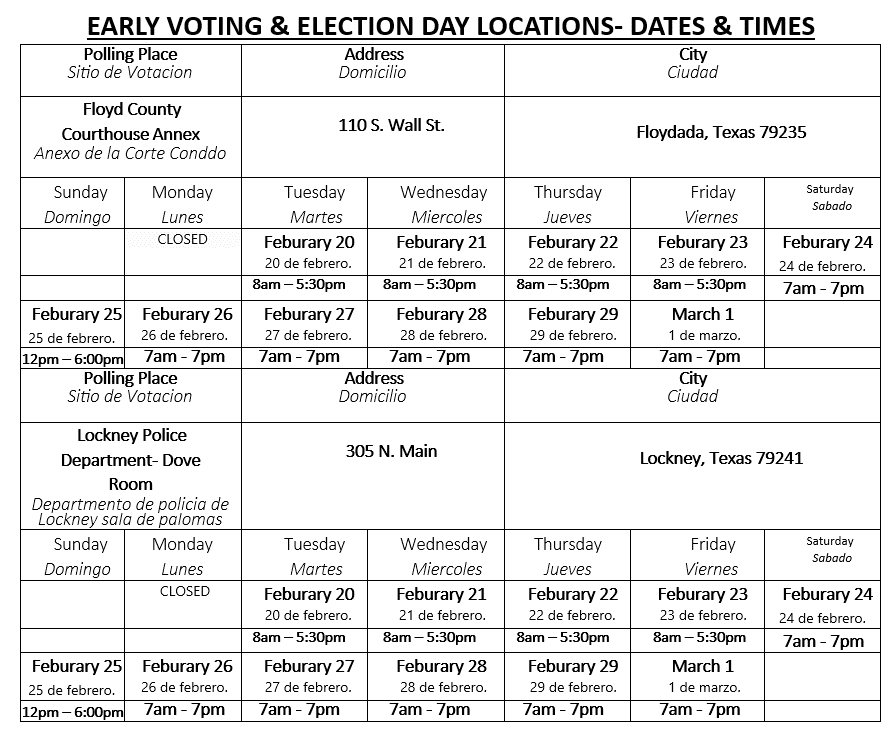 EARLY VOTING & ELECTION DAY LOCATIONS- DATES & TIMES
Polling Place Address City
Sitio de Votacion Domicilio Ciudad
Floyd County
Courthouse Annex 110 S. Wall St. Floydada, Texas 79235
Anexo de la Corte Conddo
Sunday Monday Tuesday Wednesday Thursday Friday Saturday
Domingo Lunes Martes Miercoles Jueves Viernes Sabado
CLOSED Feburary 20 Feburary 21 Feburary 22 Feburary 23 Feburary 24
20 de febrero. 21 de febrero. 22 de febrero. 23 de febrero. 24 de febrero.
8am – 5:30pm 8am – 5:30pm 8am – 5:30pm 8am – 5:30pm 7am - 7pm
Feburary 25 Feburary 26 Feburary 27 Feburary 28 Feburary 29 March 1
25 de febrero. 26 de febrero. 27 de febrero. 28 de febrero. 29 de febrero. 1 de marzo.
12pm – 6:00pm 7am - 7pm 7am - 7pm 7am - 7pm 7am - 7pm 7am - 7pm
Polling Place Address City
Sitio de Votacion Domicilio Ciudad
Lockney Police
Department- Dove 305 N. Main Lockney, Texas 79241
Room
Departmento de policia de
Lockney sala de palomas
Sunday Monday Tuesday Wednesday Thursday Friday Saturday
Domingo Lunes Martes Miercoles Jueves Viernes Sabado
CLOSED Feburary 20 Feburary 21 Feburary 22 Feburary 23 Feburary 24
20 de febrero. 21 de febrero. 22 de febrero. 23 de febrero. 24 de febrero.
8am – 5:30pm 8am – 5:30pm 8am – 5:30pm 8am – 5:30pm 7am - 7pm
Feburary 25 Feburary 26 Feburary 27 Feburary 28 Feburary 29 March 1
25 de febrero. 26 de febrero. 27 de febrero. 28 de febrero. 29 de febrero. 1 de marzo.
12pm – 6:00pm 7am - 7pm 7am - 7pm 7am - 7pm 7am - 7pm 7am - 7pm